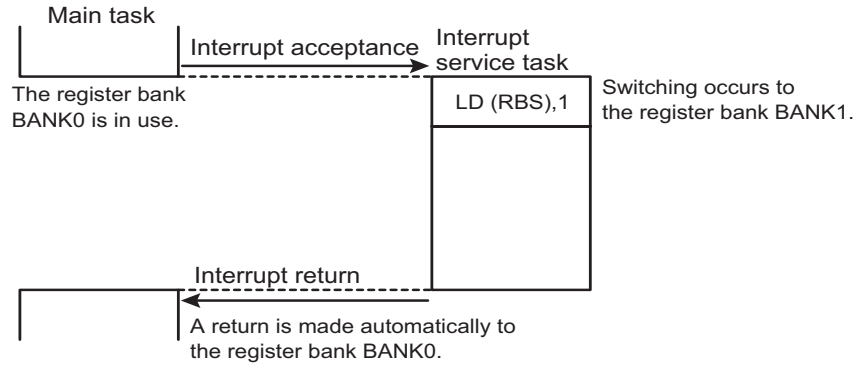 Main task
Interrupt acceptance
Interrupt
service task
The register bank
BANK0 is in use.
LD (RBS),1
Switching occurs to
the register bank BANK1.
Interrupt return
A return is made automatically to
the register bank BANK0.